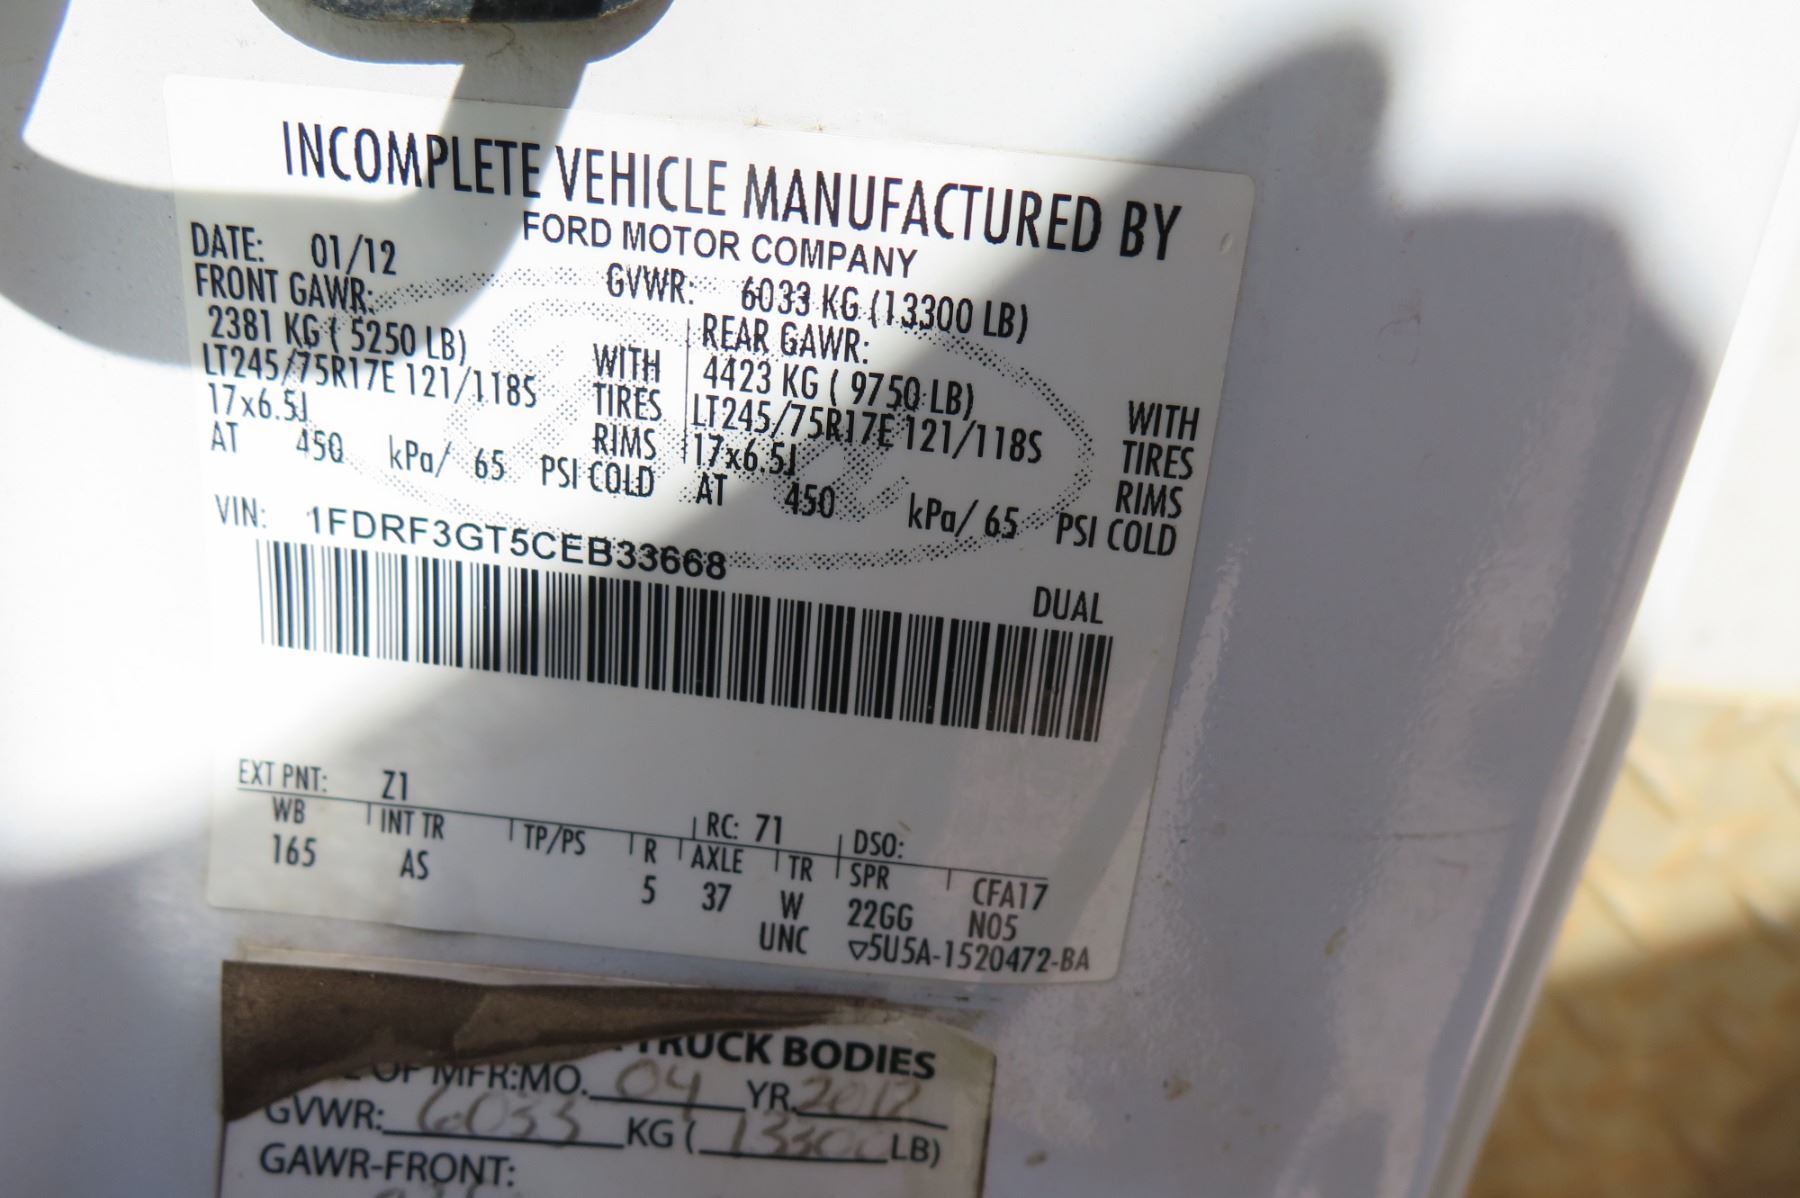 INCOMPLETE VEHICLE MANUFACTURED BY
FORD MOTOR COMPANY
DATE: 01/12 GVWR: 6033 KG (13300 LB)
FRONT GAWR: REAR GAWR:
2381 KG ( 5250 LB) WITH 4423 KG ( 9750 LB) WITH
LT245/75R17E 121/118S TIRES LT245/75R17E 121/118S TIRES
17x6.5J RIMS 17x6.5J RIMS
AT 450 kPa/ 65 PSI COLD AT 450 kPa/ 65 PSI COLD
VIN: 1FDRF3GT5CEB33668
DUAL
EXT PNT: Z1 RC: 71 DSO:
WB INT TR TP/PS R AXLE TR SPR CFA17
165 AS 5 37 W 22GG N05
UNC ▽5U5A-1520472-BA
TRUCK BODIES
OF MFR:MO. 04 YR. 2012
GVWR: 6033 KG ( 13300 LB)
GAWR-FRONT: